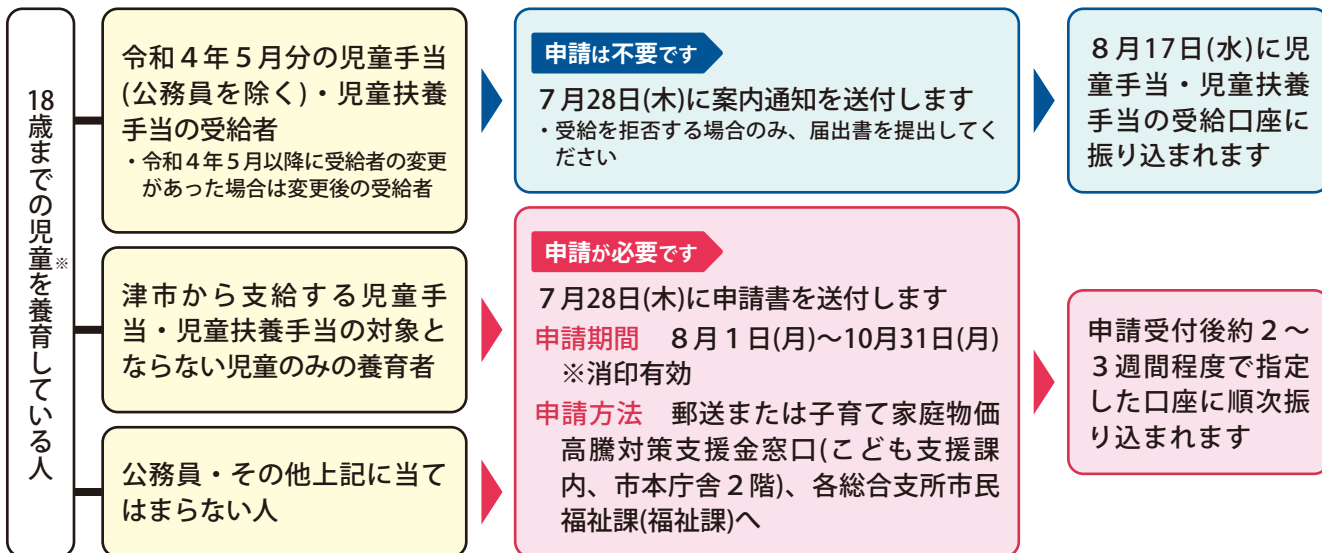 18歳までの児童を養育している人
※
令和４年５月分の児童手当
(公務員を除く)・児童扶養
手当の受給者
・令和４年５月以降に受給者の変更
があった場合は変更後の受給者
申請は不要です
７月28日(木)に案内通知を送付します
・受給を拒否する場合のみ、届出書を提出してく
ださい
８月17日(水)に児
童手当・児童扶養
手当の受給口座に
振り込まれます
津市から支給する児童手
当・児童扶養手当の対象と
ならない児童のみの養育者
公務員・その他上記に当て
はまらない人
申請が必要です
７月28日(木)に申請書を送付します
申請期間　８月１日(月)～10月31日(月)
※消印有効
申請方法　郵送または子育て家庭物価
高騰対策支援金窓口(こども支援課
内、市本庁舎２階)、各総合支所市民
福祉課(福祉課)へ
申請受付後約２～
３週間程度で指定
した口座に順次振
り込まれます